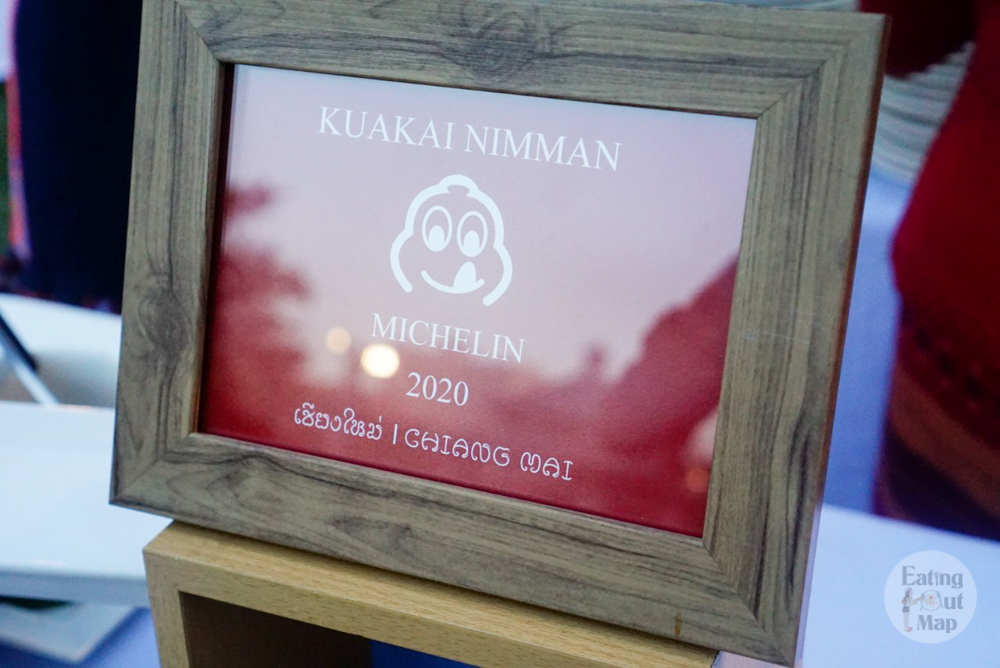 KUAKAI NIMMAN
MICHELIN
2020
เชียงใหม่ | CHIANG MAI
Eating
Out
Map